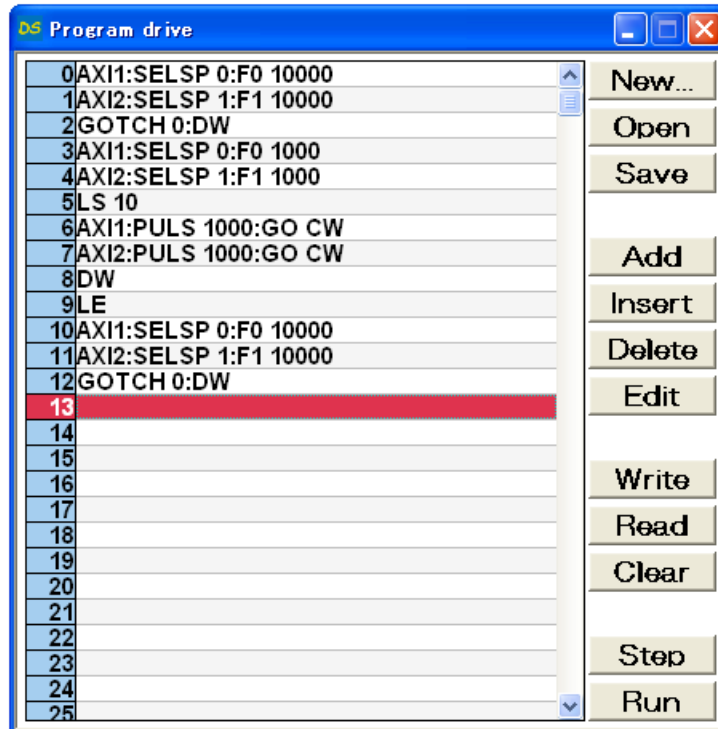 DS Program drive
0 AXI1:SELSP 0:F0 10000
1 AXI2:SELSP 1:F1 10000
2 GOTCH 0:DW
3 AXI1:SELSP 0:F0 1000
4 AXI2:SELSP 1:F1 1000
5 LS 10
6 AXI1:PULS 1000:GO CW
7 AXI2:PULS 1000:GO CW
8 DW
9 LE
10 AXI1:SELSP 0:F0 10000
11 AXI2:SELSP 1:F1 10000
12 GOTCH 0:DW
13
14
15
16
17
18
19
20
21
22
23
24
25
New...
Open
Save
Add
Insert
Delete
Edit
Write
Read
Clear
Step
Run